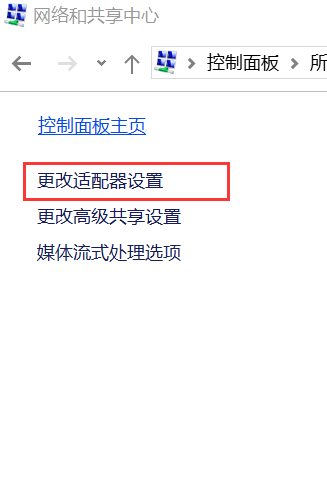 网络和共享中心
控制面板 所
控制面板主页
更改适配器设置
更改高级共享设置
媒体流式处理选项